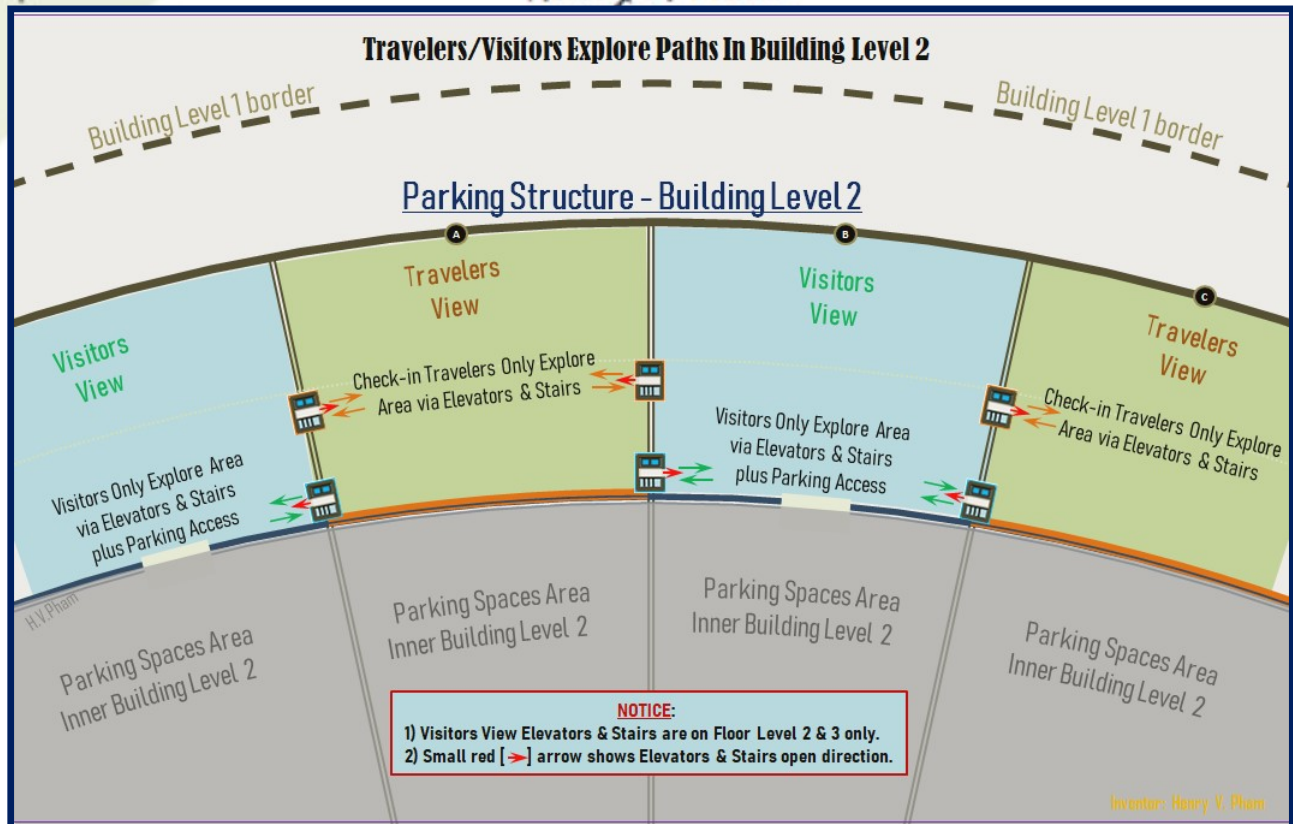 Travelers/Visitors Explore Paths In Building Level 2
Building Level 1 border
Building Level 1 border
Parking Structure - Building Level 2
A
B
C
Visitors
View
Travelers
View
Visitors
View
Travelers
View
Visitors Only Explore Area
via Elevators & Stairs
plus Parking Access
Check-in Travelers Only Explore
Area via Elevators & Stairs
Visitors Only Explore Area
via Elevators & Stairs
plus Parking Access
Check-in Travelers Only Explore
Area via Elevators & Stairs
H.V.Pham
Parking Spaces Area
Inner Building Level 2
Parking Spaces Area
Inner Building Level 2
Parking Spaces Area
Inner Building Level 2
Parking Spaces Area
Inner Building Level 2
NOTICE:
1) Visitors View Elevators & Stairs are on Floor Level 2 & 3 only.
2) Small red [→] arrow shows Elevators & Stairs open direction.
Inventor: Henry V. Pham